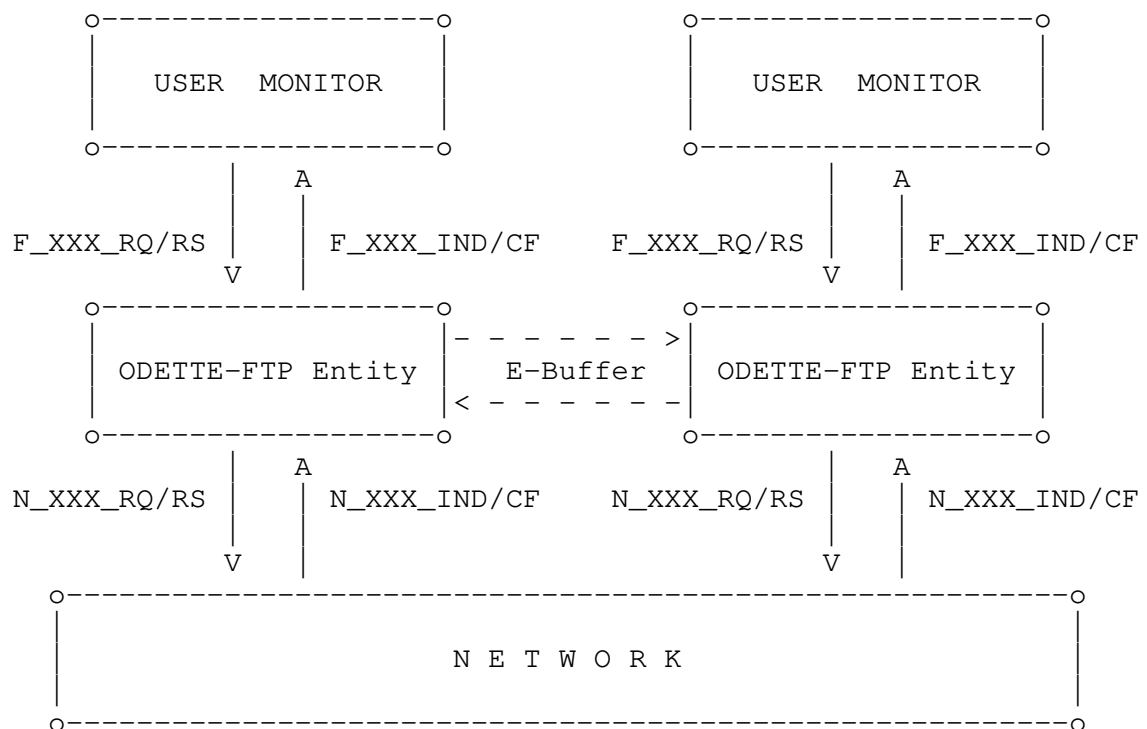 USER MONITOR USER MONITOR
F_XXX_RQ/RS F_XXX_IND/CF F_XXX_RQ/RS F_XXX_IND/CF
ODETTE-FTP Entity E-Buffer ODETTE-FTP Entity
N_XXX_RQ/RS N_XXX_IND/CF N_XXX_RQ/RS N_XXX_IND/CF
N E T W O R K